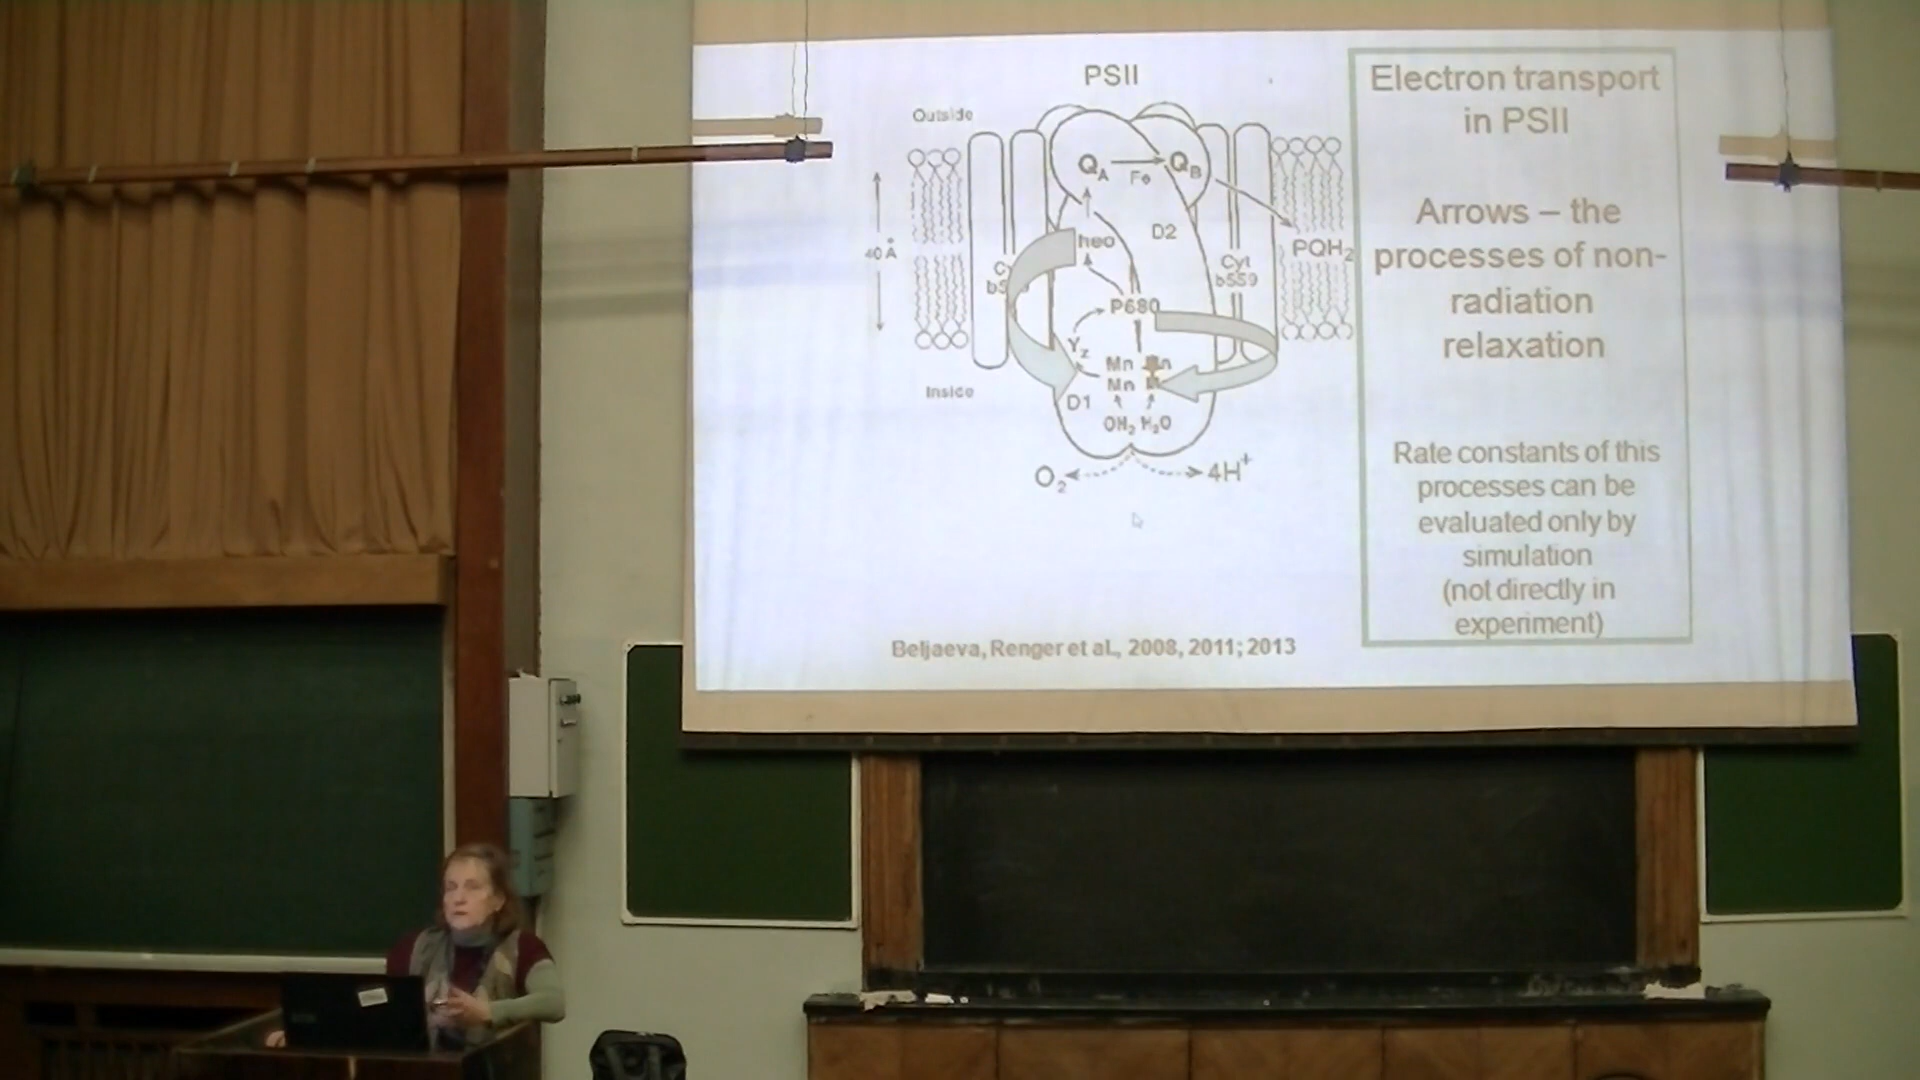 PSII
Outside
QA
QB
Fe
heo
D2
PQH2
40 Å
Cyt
b559
P680
Yz
Mn
Mn
Inside
D1
OH2 H2O
O2
4H+
Beljaeva, Renger et al., 2008, 2011; 2013
Electron transport
in PSII
Arrows – the
processes of non-
radiation
relaxation
Rate constants of this
processes can be
evaluated only by
simulation
(not directly in
experiment)